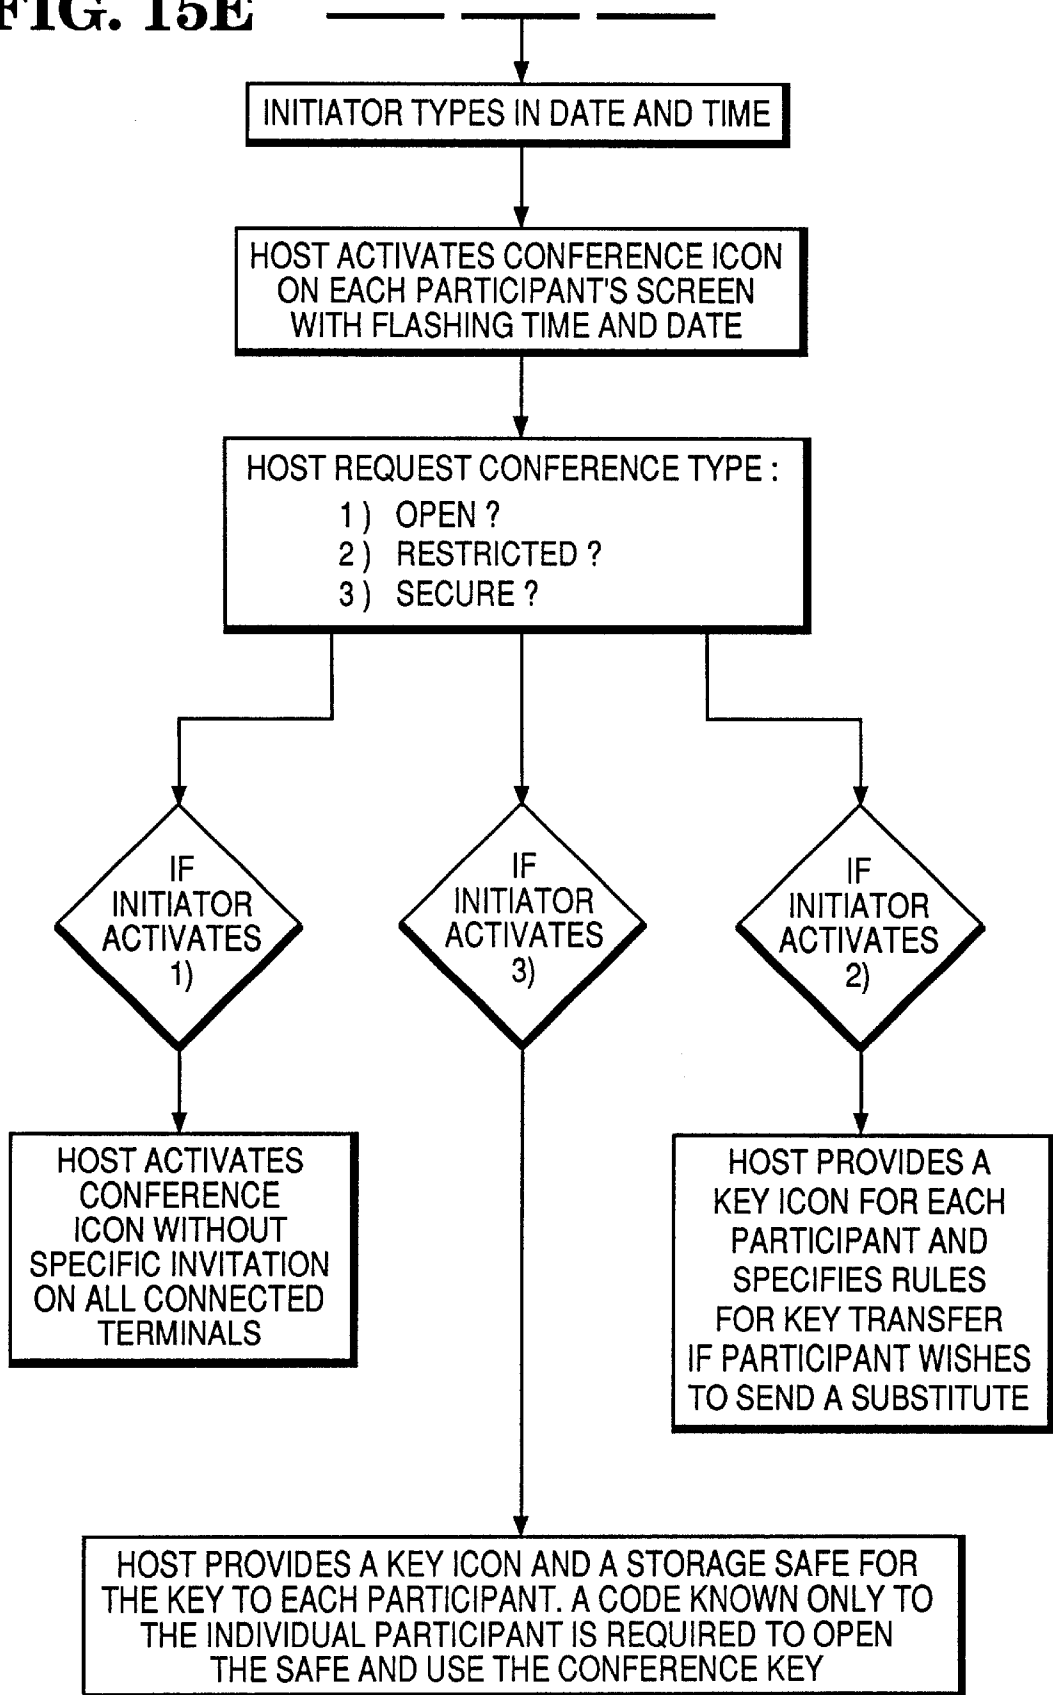 FIG. 15E
INITIATOR TYPES IN DATE AND TIME
HOST ACTIVATES CONFERENCE ICON
ON EACH PARTICIPANT'S SCREEN
WITH FLASHING TIME AND DATE
HOST REQUEST CONFERENCE TYPE :
1 ) OPEN ?
2 ) RESTRICTED ?
3 ) SECURE ?
IF
INITIATOR
ACTIVATES
1)
IF
INITIATOR
ACTIVATES
3)
IF
INITIATOR
ACTIVATES
2)
HOST ACTIVATES
CONFERENCE
ICON WITHOUT
SPECIFIC INVITATION
ON ALL CONNECTED
TERMINALS
HOST PROVIDES A
KEY ICON FOR EACH
PARTICIPANT AND
SPECIFIES RULES
FOR KEY TRANSFER
IF PARTICIPANT WISHES
TO SEND A SUBSTITUTE
HOST PROVIDES A KEY ICON AND A STORAGE SAFE FOR
THE KEY TO EACH PARTICIPANT. A CODE KNOWN ONLY TO
THE INDIVIDUAL PARTICIPANT IS REQUIRED TO OPEN
THE SAFE AND USE THE CONFERENCE KEY